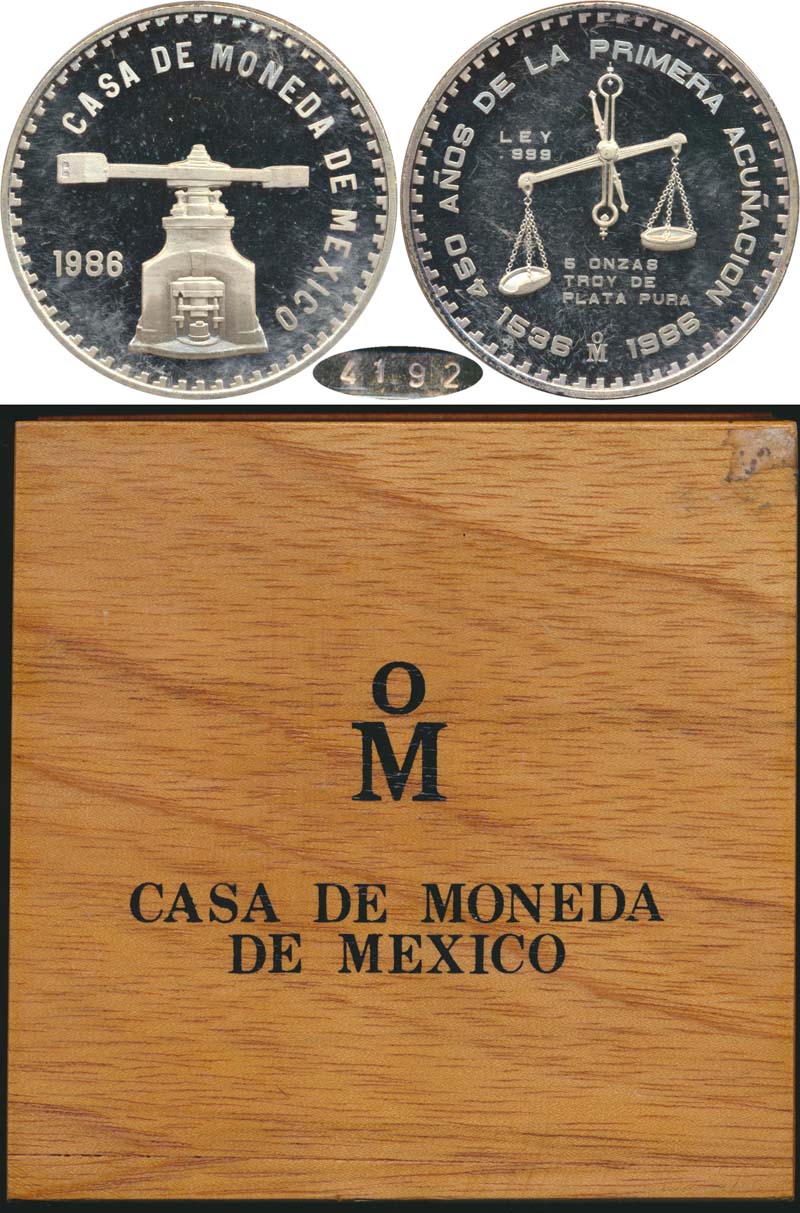 CASA DE MONEDA DE MEXICO
1986
450 AÑOS DE LA PRIMERA ACUÑACION
LEY
.999
5 ONZAS
TROY DE
PLATA PURA
1536 Mo 1986
4192
o
M
CASA DE MONEDA
DE MEXICO